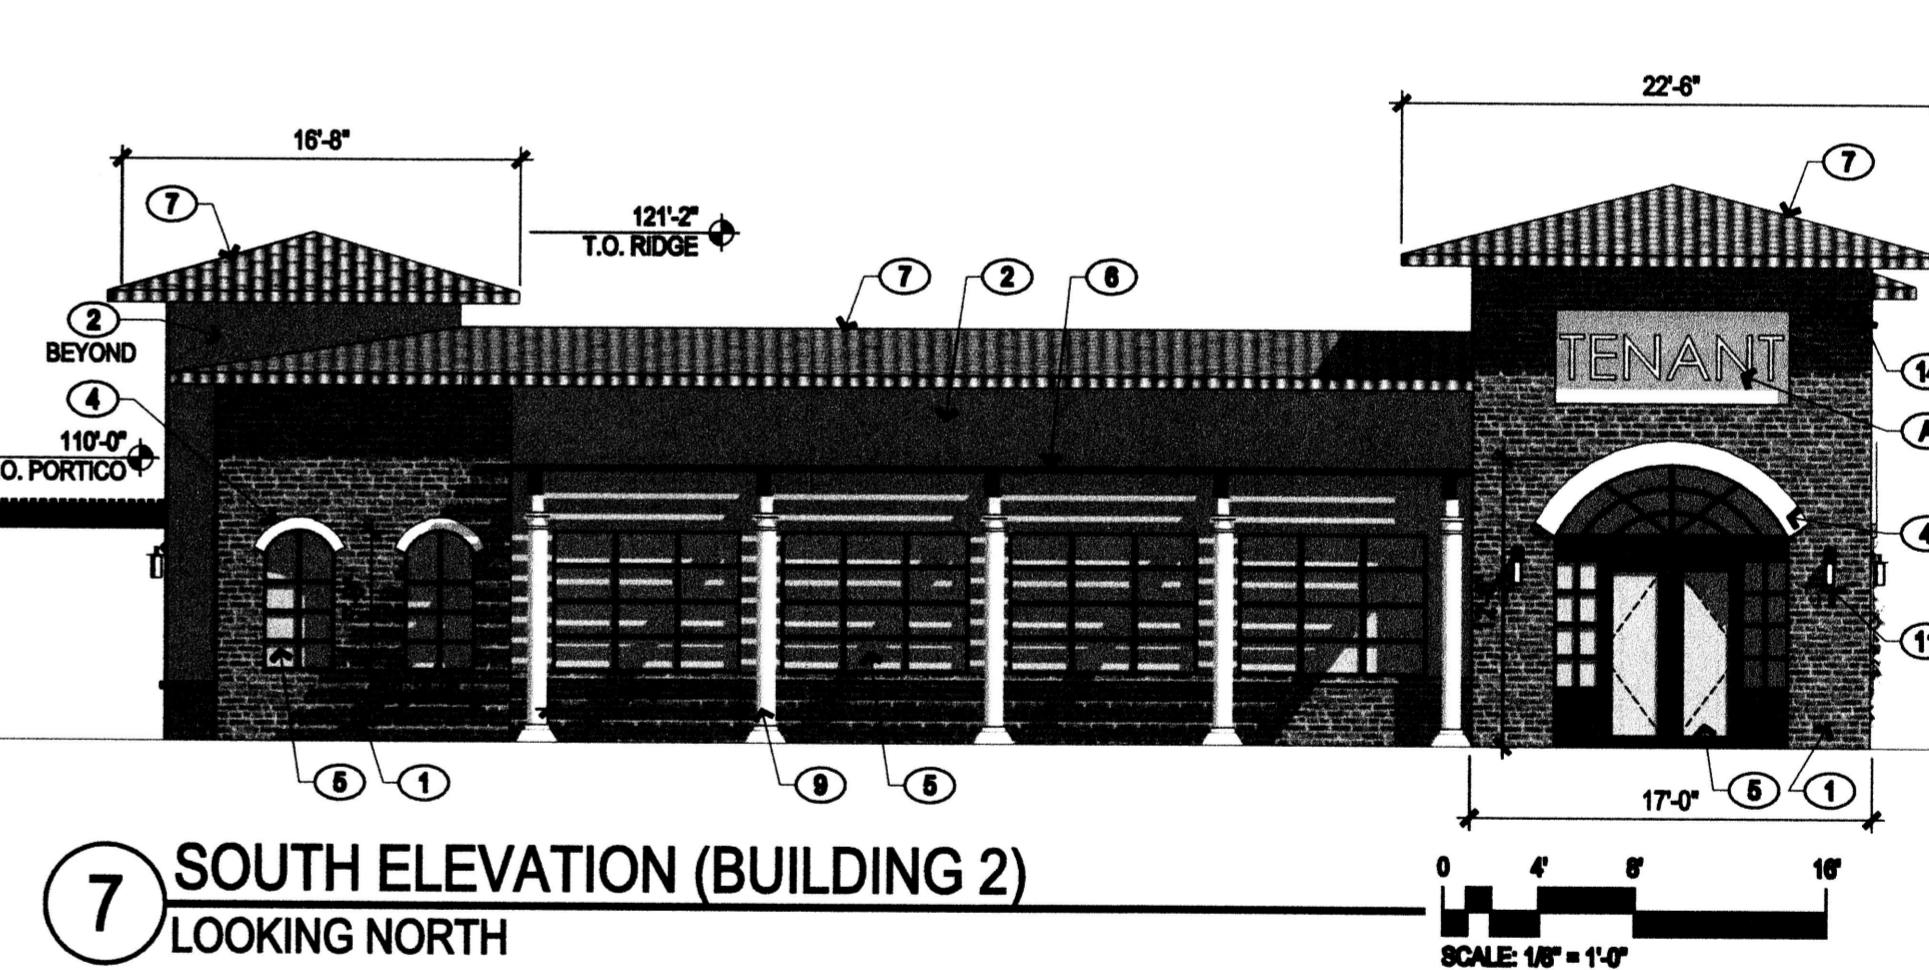 22'-6"
16'-8"
7
7
121'-2"
T.O. RIDGE
7
2
6
2
BEYOND
TENANT
4
110'-0"
O. PORTICO
4
5
1
9
5
17'-0"
5
1
7
SOUTH ELEVATION (BUILDING 2)
LOOKING NORTH
0 4' 8' 16'
SCALE: 1/8" = 1'-0"